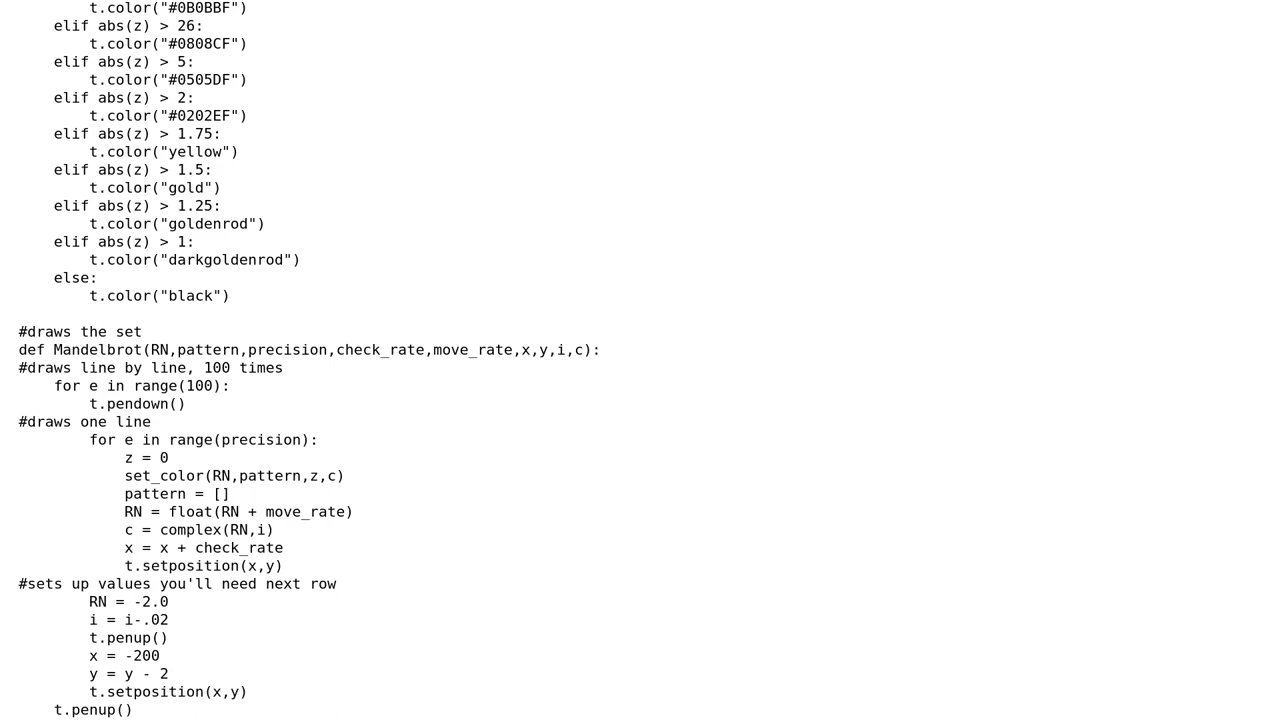 t.color("#0B0BBF")
    elif abs(z) > 26:
        t.color("#0808CF")
    elif abs(z) > 5:
        t.color("#0505DF")
    elif abs(z) > 2:
        t.color("#0202EF")
    elif abs(z) > 1.75:
        t.color("yellow")
    elif abs(z) > 1.5:
        t.color("gold")
    elif abs(z) > 1.25:
        t.color("goldenrod")
    elif abs(z) > 1:
        t.color("darkgoldenrod")
    else:
        t.color("black")

#draws the set
def Mandelbrot(RN,pattern,precision,check_rate,move_rate,x,y,i,c):
#draws line by line, 100 times
    for e in range(100):
        t.pendown()
#draws one line
        for e in range(precision):
            z = 0
            set_color(RN,pattern,z,c)
            pattern = []
            RN = float(RN + move_rate)
            c = complex(RN,i)
            x = x + check_rate
            t.setposition(x,y)
#sets up values you'll need next row
        RN = -2.0
        i = i-.02
        t.penup()
        x = -200
        y = y - 2
        t.setposition(x,y)
    t.penup()